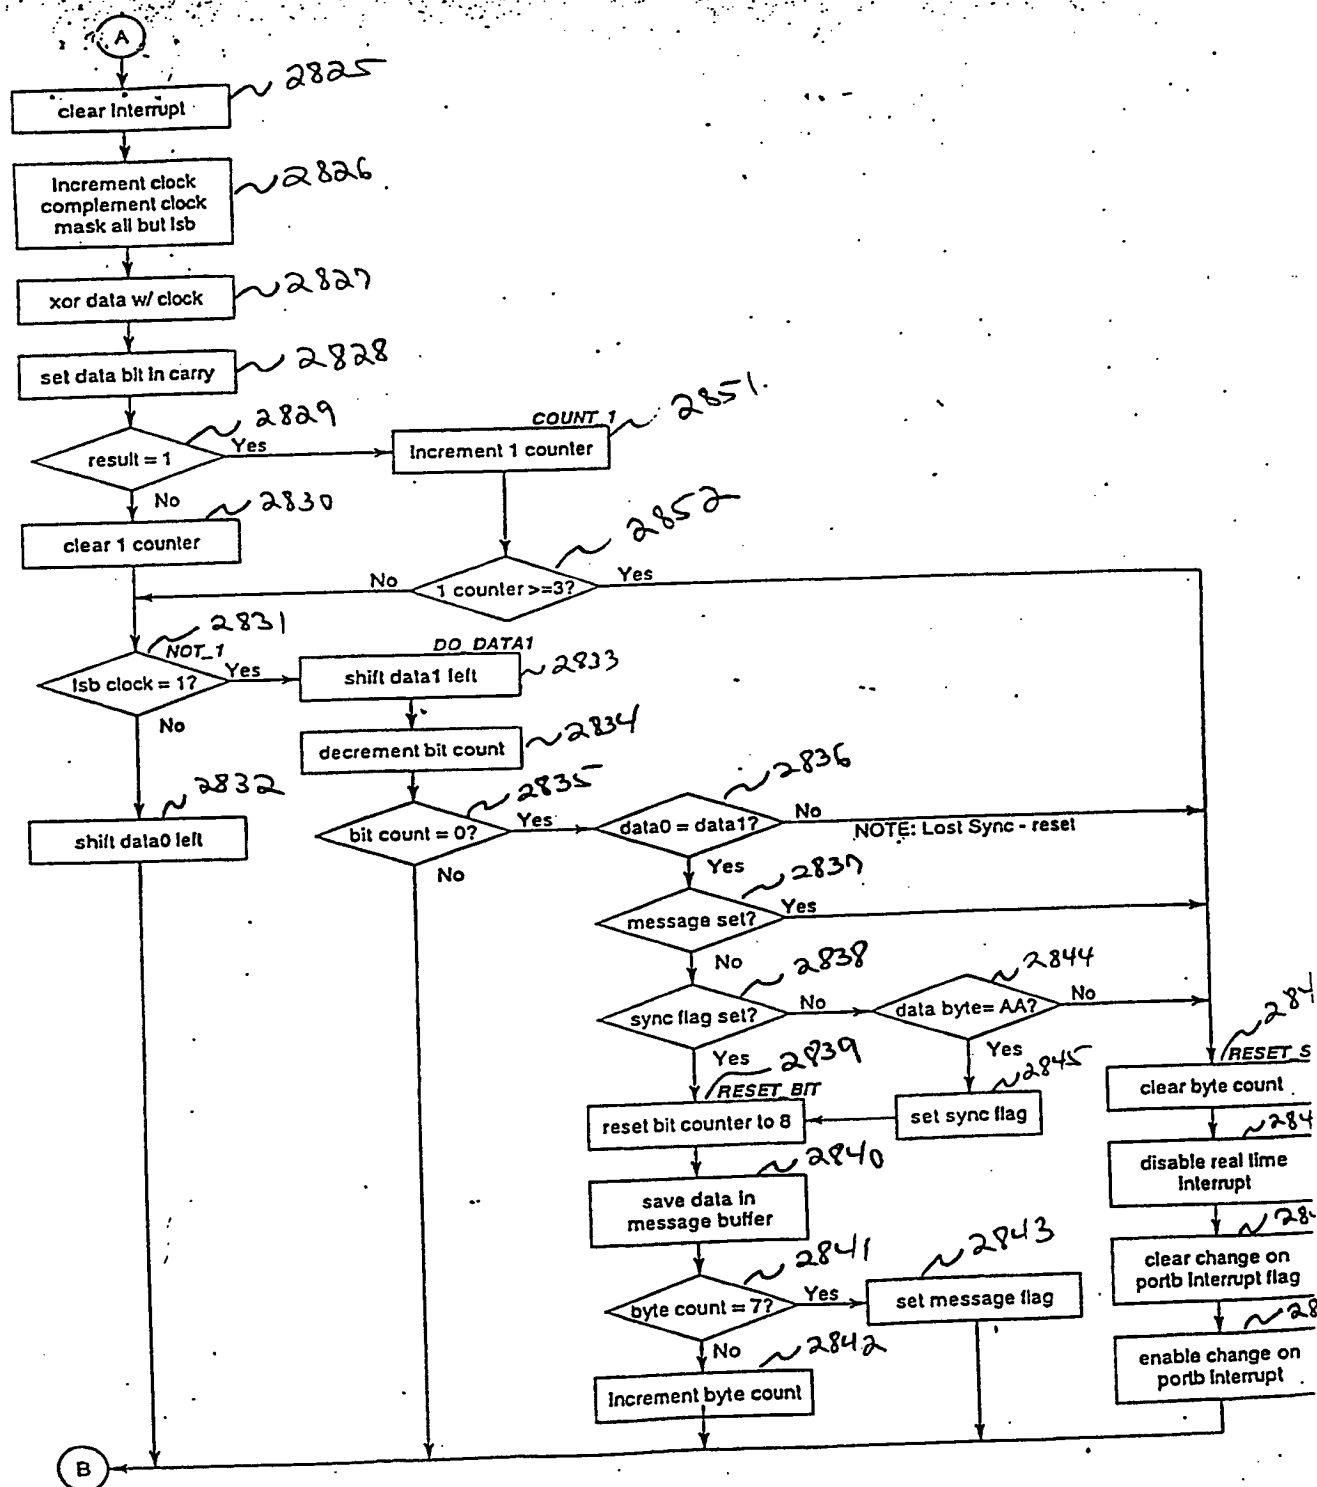 A
2825
clear Interrupt
2826
Increment clock
complement clock
mask all but lsb
2827
xor data w/ clock
2828
set data bit in carry
2829
result = 1
Yes
No
COUNT_1
2851
Increment 1 counter
2830
clear 1 counter
2852
1 counter >=3?
No
Yes
2831
NOT_1
lsb clock = 1?
Yes
No
DO_DATA1
shift data1 left
2833
decrement bit count
2834
2832
shift data0 left
2835
bit count = 0?
Yes
No
2836
data0 = data1?
No
NOTE: Lost Sync - reset
Yes
2837
message set?
Yes
No
2838
sync flag set?
No
Yes
2844
data byte= AA?
No
Yes
2839
RESET_BIT
reset bit counter to 8
2845
set sync flag
284
RESET_S
clear byte count
284
disable real time
Interrupt
28
clear change on
portb Interrupt flag
28
enable change on
portb Interrupt
2840
save data in
message buffer
2841
byte count = 7?
Yes
No
2843
set message flag
2842
Increment byte count
B